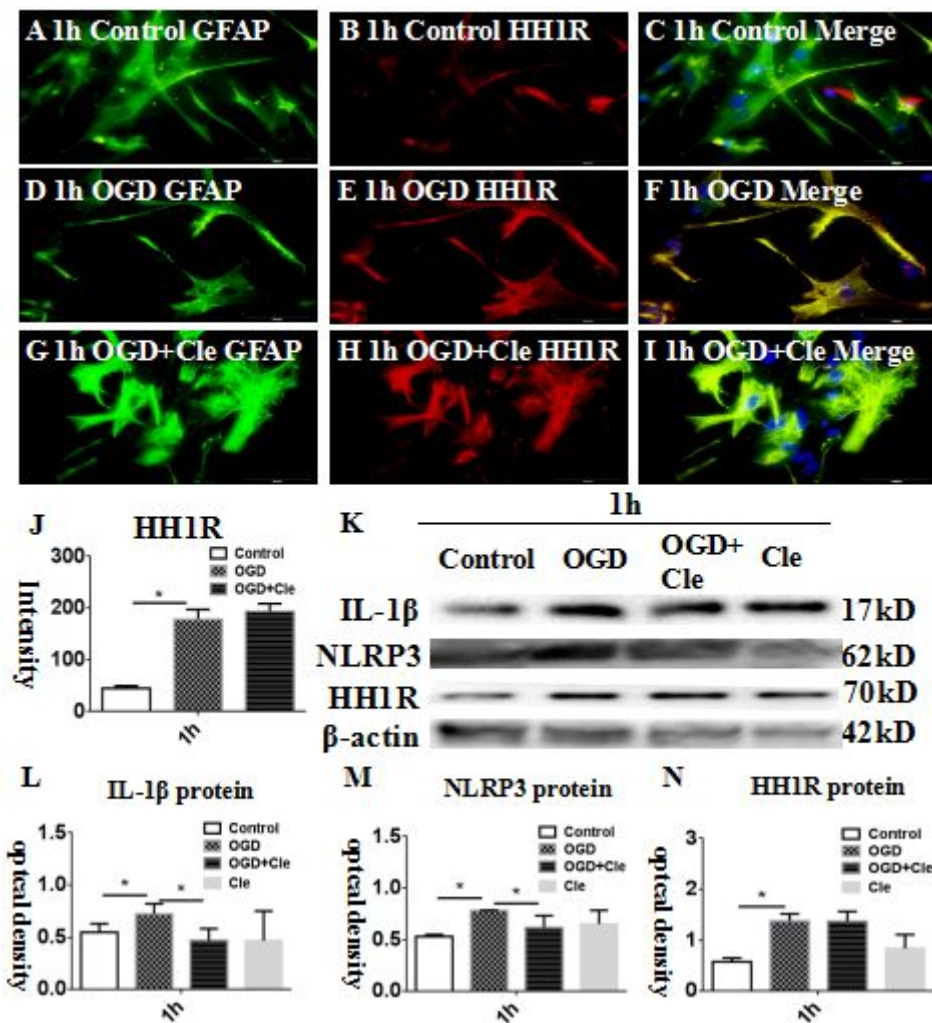 A 1h Control GFAP
B 1h Control HH1R
C 1h Control Merge
D 1h OGD GFAP
E 1h OGD HH1R
F 1h OGD Merge
G 1h OGD+Cle GFAP
H 1h OGD+Cle HH1R
I 1h OGD+Cle Merge
J
HH1R
300
200
100
0
Intensity
Control
OGD
OGD+Cle
*
1h
K
1h
Control
OGD
OGD+
Cle
Cle
IL-1β
17kD
NLRP3
62kD
HH1R
70kD
β-actin
42kD
L
IL-1β protein
1.5
1.0
0.5
0.0
optcal density
Control
OGD
OGD+Cle
Cle
*
*
1h
M
NLRP3 protein
1.5
1.0
0.5
0.0
optcal density
Control
OGD
OGD+Cle
Cle
*
*
1h
N
HH1R protein
3
2
1
0
optcal density
Control
OGD
OGD+Cle
Cle
*
1h